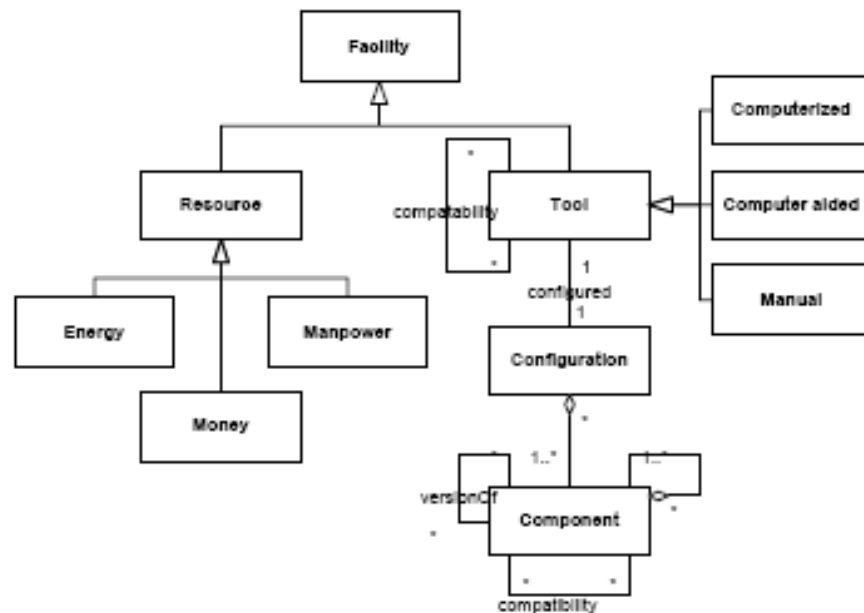 Facility
Computerized
*
Resource
compatability
Tool
Computer aided
*
1
configured
Manual
1
Energy
Manpower
Configuration
Money
*
1..*
1..*
*
versionOf
Component
*
*
* *
compatibility